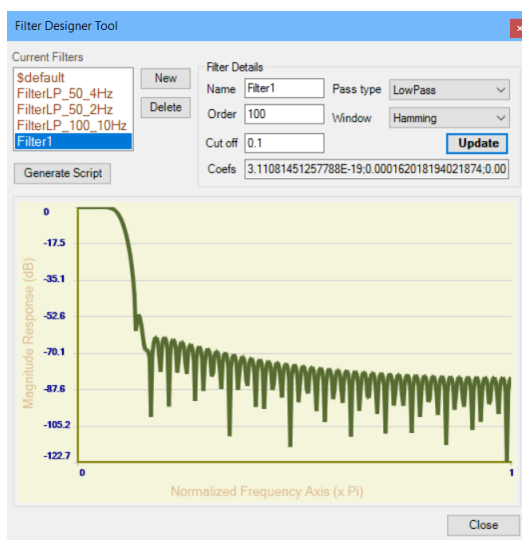 Filter Designer Tool
x
Current Filters
$default
FilterLP_50_4Hz
FilterLP_50_2Hz
FilterLP_100_10Hz
Filter1
New
Delete
Generate Script
Filter Details
Name Filter1 Pass type LowPass
Order 100 Window Hamming
Cut off 0.1 Update
Coefs 3.11081451257788E-19;0.000162018194021874;0.00
Magnitude Response (dB)
0
-17.5
-35.1
-52.6
-70.1
-87.6
-105.2
-122.7
0 1
Normalized Frequency Axis (x Pi)
Close